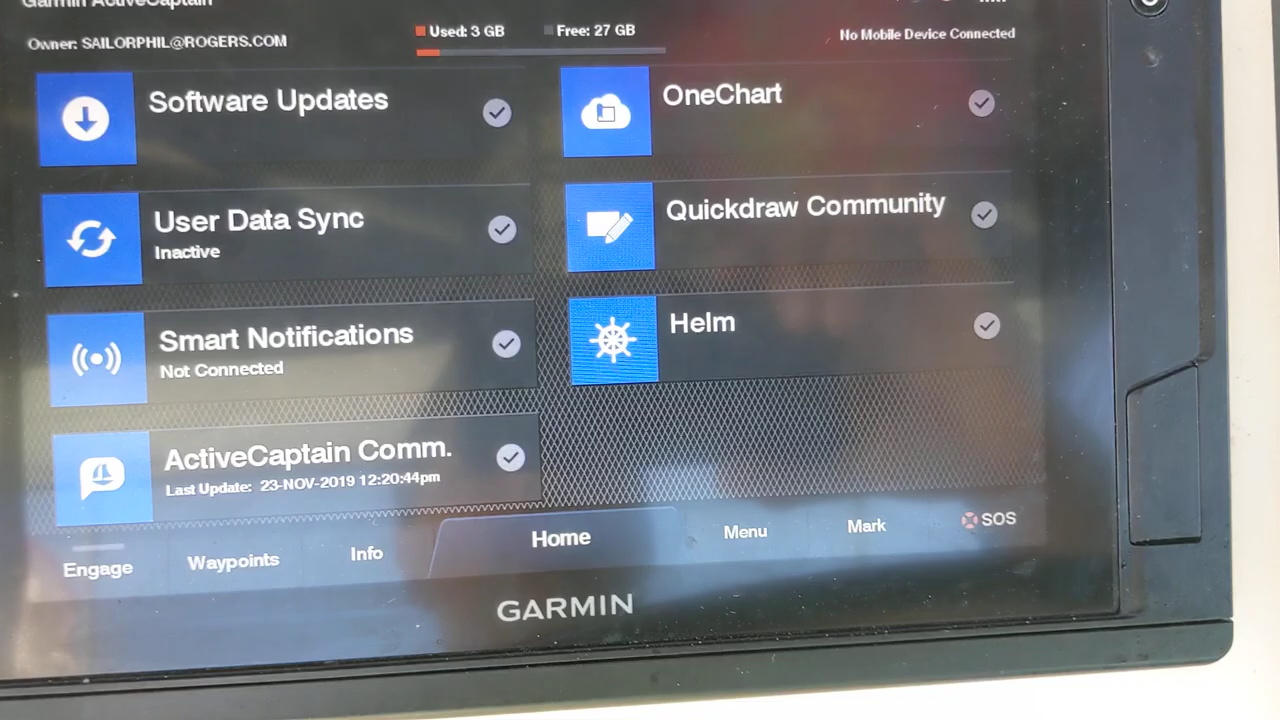 Garmin ActiveCaptain
Owner: SAILORPHIL@ROGERS.COM
Used: 3 GB
Free: 27 GB
No Mobile Device Connected
Software Updates
OneChart
User Data Sync
Inactive
Quickdraw Community
Smart Notifications
Not Connected
Helm
ActiveCaptain Comm.
Last Update: 23-NOV-2019 12:20:44pm
Engage
Waypoints
Info
Home
Menu
Mark
SOS
GARMIN